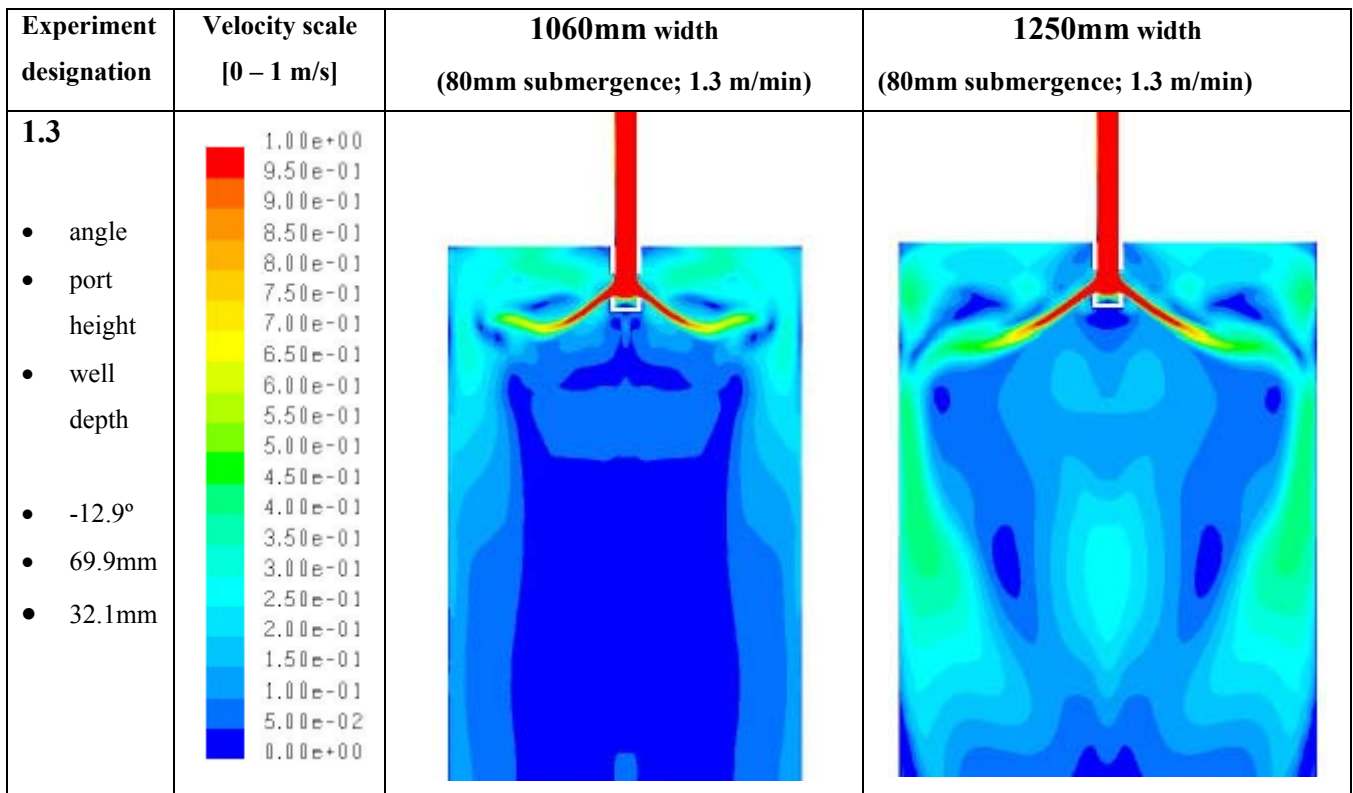 Experiment designation
Velocity scale
[0 – 1 m/s]
1060mm width
(80mm submergence; 1.3 m/min)
1250mm width
(80mm submergence; 1.3 m/min)
1.3
• angle
• port
height
• well
depth
• -12.9º
• 69.9mm
• 32.1mm
1.00e+00
9.50e-01
9.00e-01
8.50e-01
8.00e-01
7.50e-01
7.00e-01
6.50e-01
6.00e-01
5.50e-01
5.00e-01
4.50e-01
4.00e-01
3.50e-01
3.00e-01
2.50e-01
2.00e-01
1.50e-01
1.00e-01
5.00e-02
0.00e+00